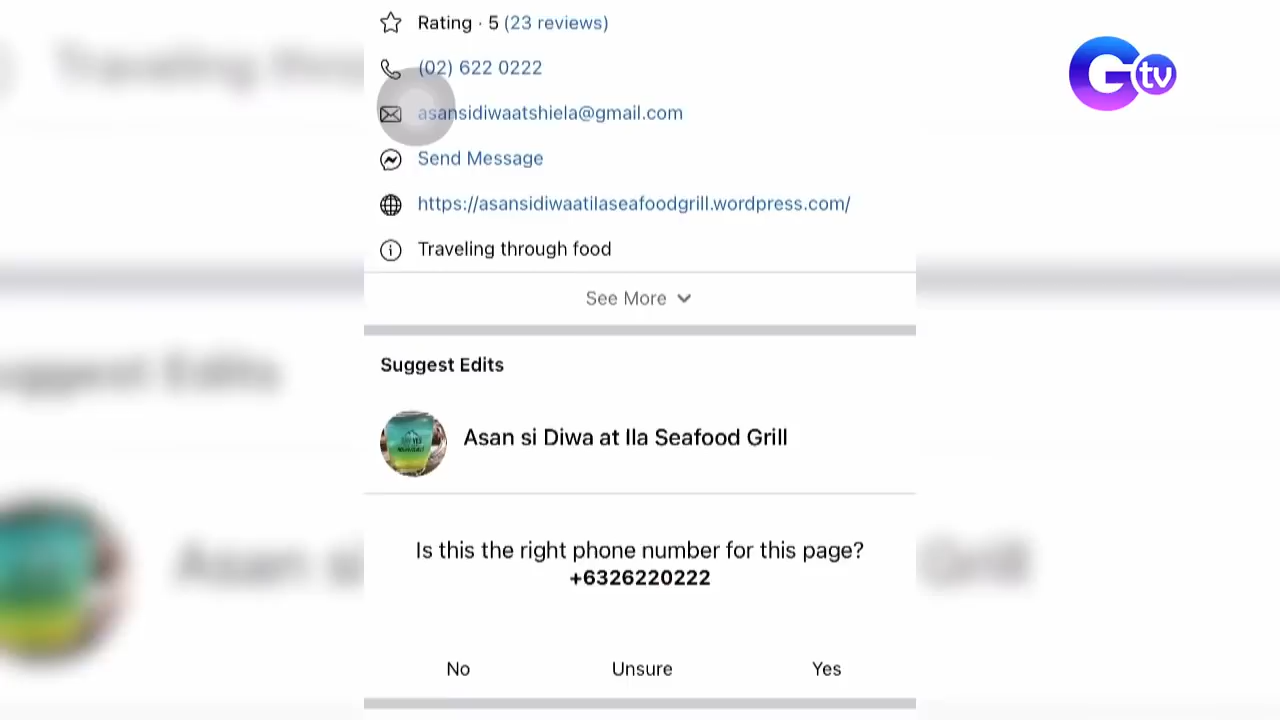 Rating · 5 (23 reviews)
(02) 622 0222
asansidiwaatshiela@gmail.com
Send Message
https://asansidiwaatilaseafoodgrill.wordpress.com/
Traveling through food
See More
Suggest Edits
Asan si Diwa at Ila Seafood Grill
Is this the right phone number for this page?
+6326220222
No Unsure Yes
G tv